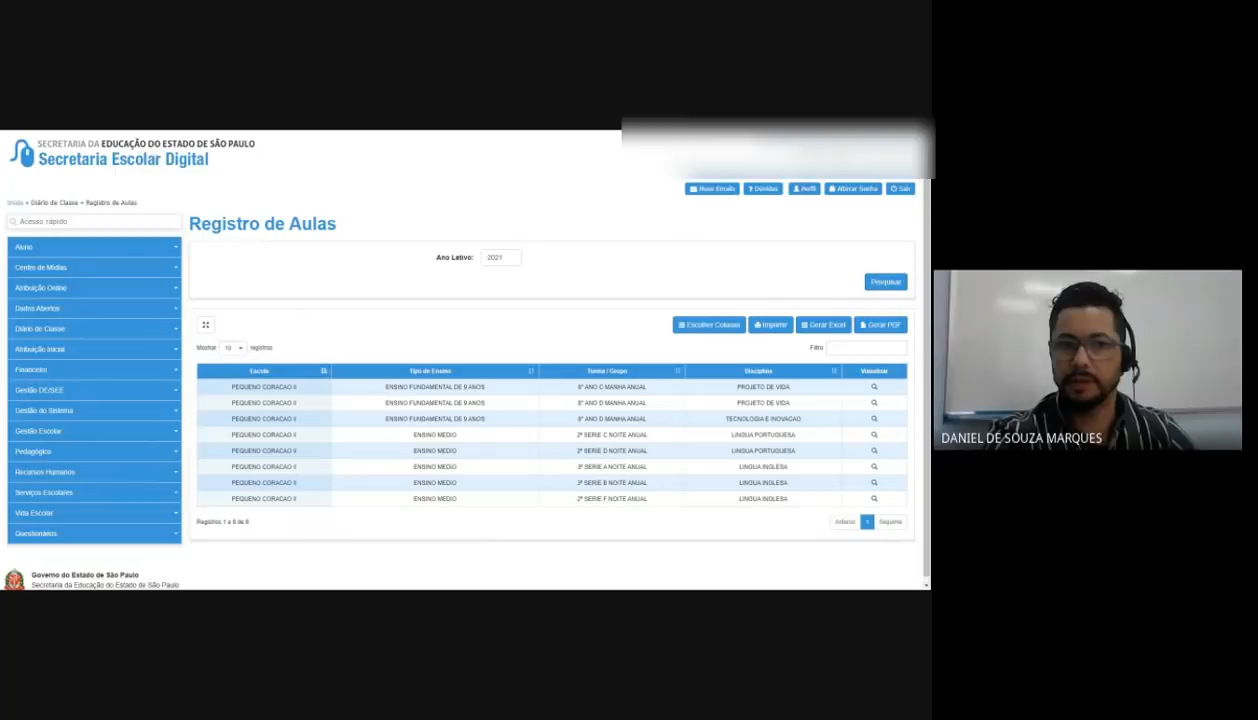 SECRETARIA DA EDUCAÇÃO DO ESTADO DE SÃO PAULO
Secretaria Escolar Digital
Meus Emails
? Dúvidas
Perfil
Alterar Senha
Sair
Início » Diário de Classe » Registro de Aulas
Acesso rápido
Aluno
Centro de Mídias
Atribuição Online
Dados Abertos
Diário de Classe
Atribuição Inicial
Financeiro
Gestão DE/SEE
Gestão do Sistema
Gestão Escolar
Pedagógico
Recursos Humanos
Serviços Escolares
Vida Escolar
Questionários
Registro de Aulas
Ano Letivo: 2021
Pesquisar
Escolher Colunas Imprimir Gerar Excel Gerar PDF
Mostrar 10 registros Filtro
Escola Tipo de Ensino Turma / Grupo Disciplina Visualizar
PEQUENO CORACAO II ENSINO FUNDAMENTAL DE 9 ANOS 6° ANO C MANHA ANUAL PROJETO DE VIDA
PEQUENO CORACAO II ENSINO FUNDAMENTAL DE 9 ANOS 6° ANO D MANHA ANUAL PROJETO DE VIDA
PEQUENO CORACAO II ENSINO FUNDAMENTAL DE 9 ANOS 6° ANO D MANHA ANUAL TECNOLOGIA E INOVACAO
PEQUENO CORACAO II ENSINO MEDIO 2ª SERIE C NOITE ANUAL LINGUA PORTUGUESA
PEQUENO CORACAO II ENSINO MEDIO 2ª SERIE D NOITE ANUAL LINGUA PORTUGUESA
PEQUENO CORACAO II ENSINO MEDIO 3ª SERIE A NOITE ANUAL LINGUA INGLESA
PEQUENO CORACAO II ENSINO MEDIO 3ª SERIE B NOITE ANUAL LINGUA INGLESA
PEQUENO CORACAO II ENSINO MEDIO 2ª SERIE F NOITE ANUAL LINGUA INGLESA
Registros 1 a 8 de 8
Anterior 1 Seguinte
Governo do Estado de São Paulo
Secretaria da Educação do Estado de São Paulo
DANIEL DE SOUZA MARQUES